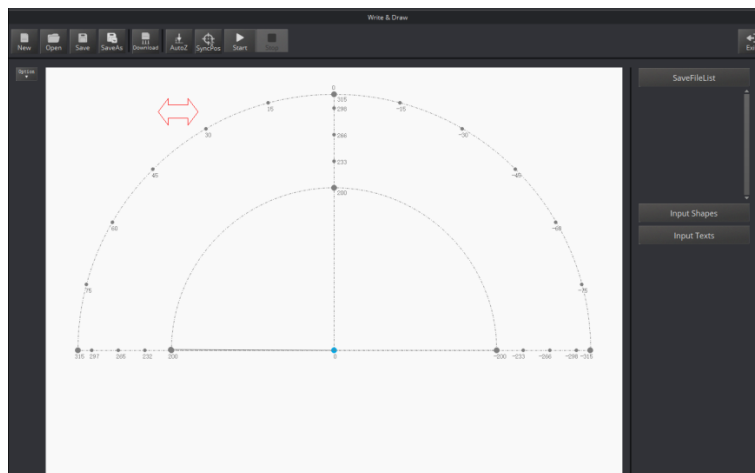 Write & Draw
New Open Save SaveAs Download AutoZ SyncPos Start Stop Exit
Option
SaveFileList
Input Shapes
Input Texts
0
315
15 -15
298
30 -30
266
45 -45
233
200
60 -60
75 -75
315 297 265 232 200 0 -200 -233 -266 -298 -315